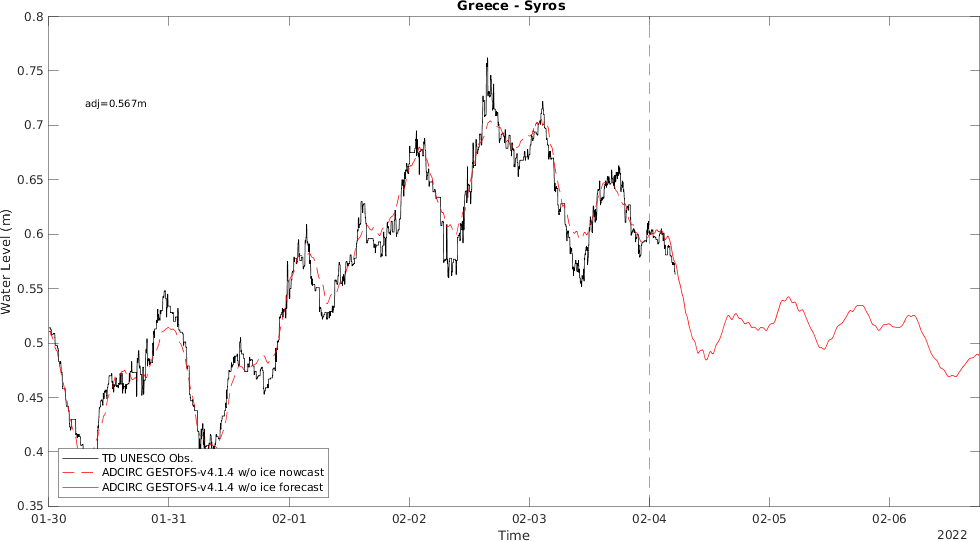 Greece - Syros
0.8
0.75
0.7
0.65
0.6
0.55
0.5
0.45
0.4
0.35
Water Level (m)
adj=0.567m
TD UNESCO Obs.
ADCIRC GESTOFS-v4.1.4 w/o ice nowcast
ADCIRC GESTOFS-v4.1.4 w/o ice forecast
01-30 01-31 02-01 02-02 02-03 02-04 02-05 02-06
Time
2022